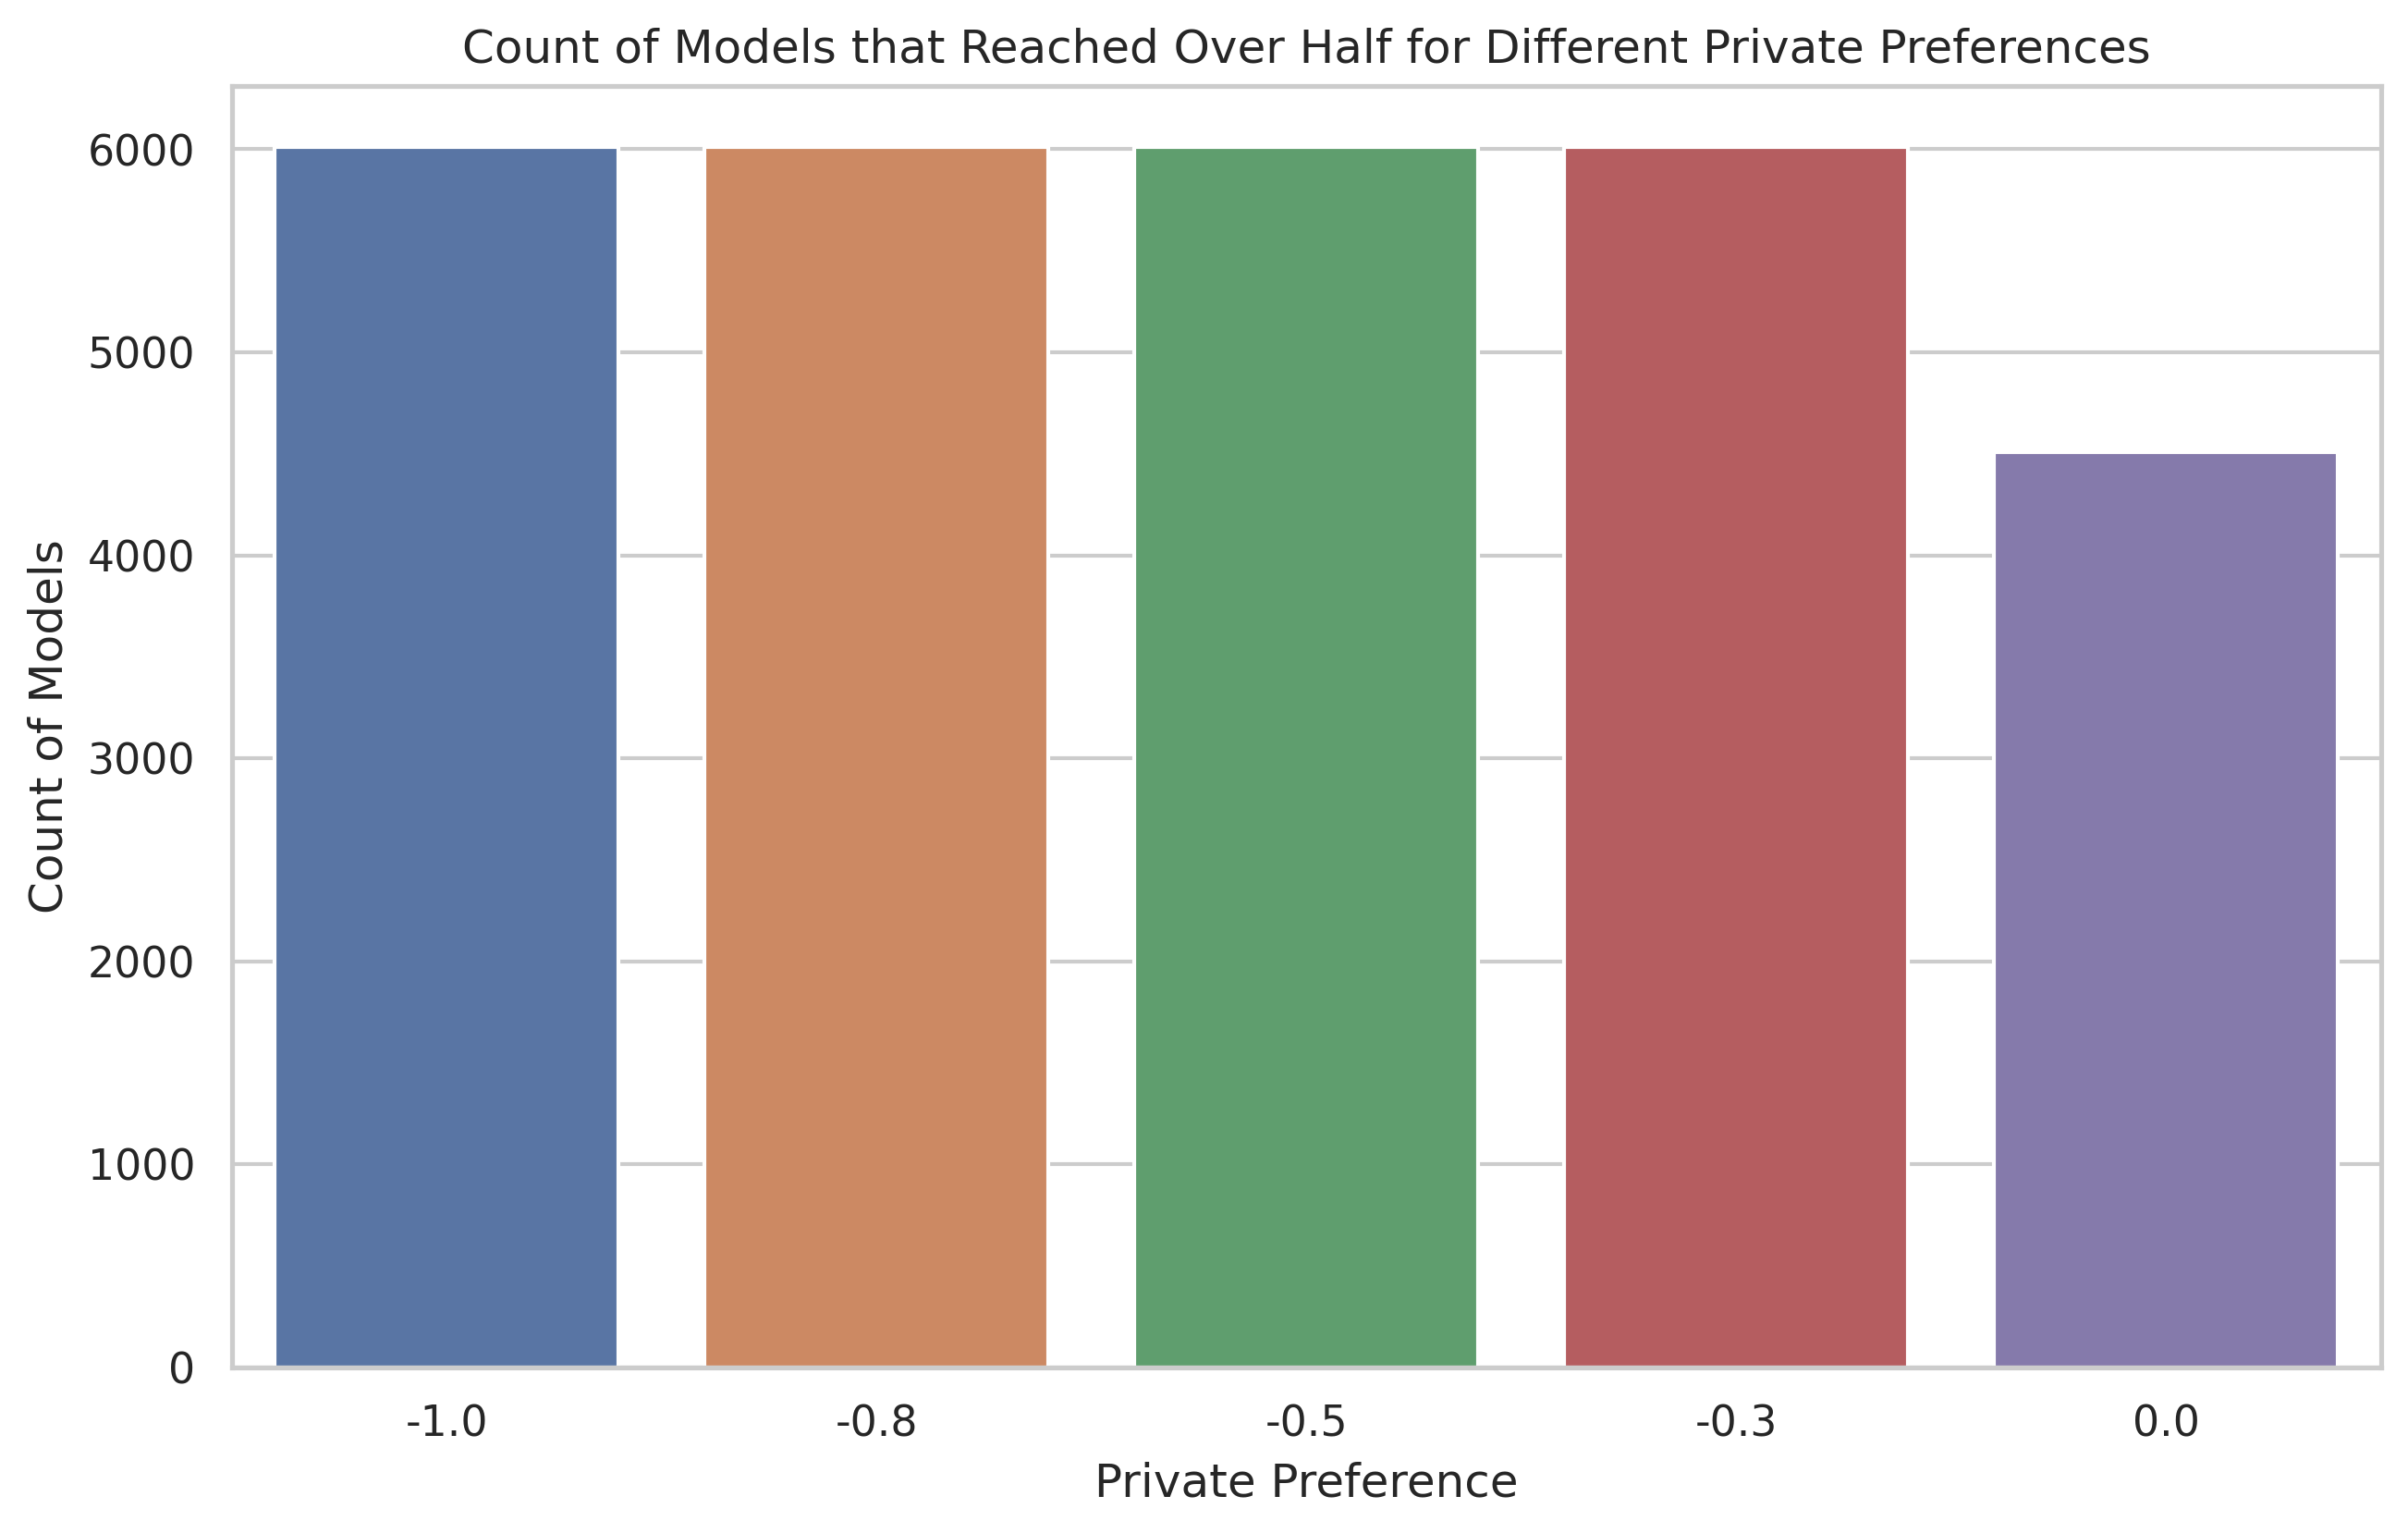 Count of Models that Reached Over Half for Different Private Preferences
Count of Models
6000
5000
4000
3000
2000
1000
0
-1.0 -0.8 -0.5 -0.3 0.0
Private Preference